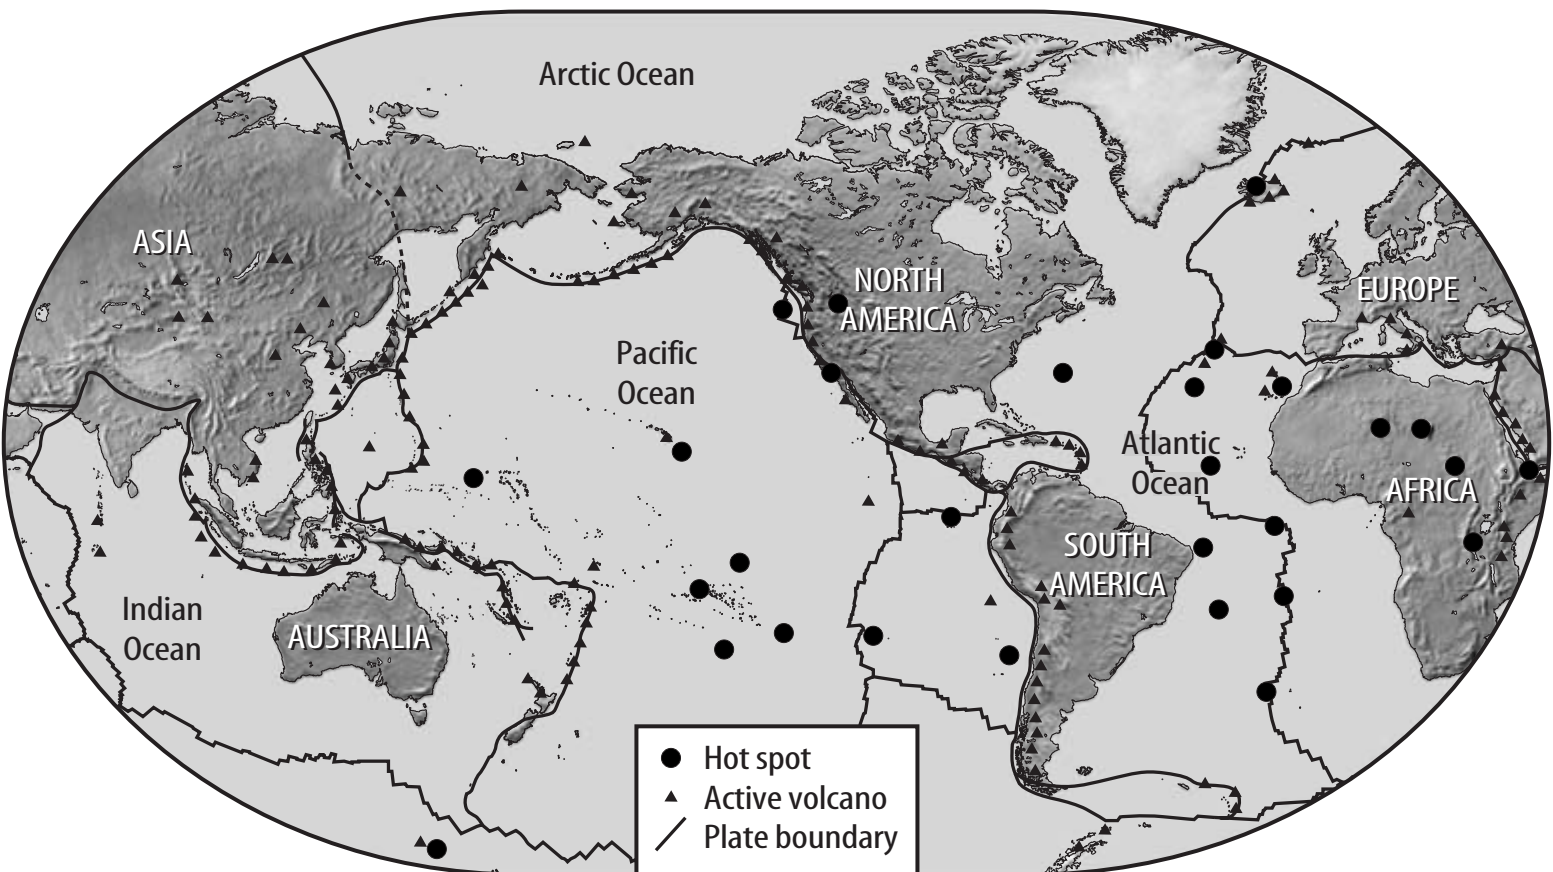 Arctic Ocean
ASIA
NORTH
AMERICA
EUROPE
Pacific
Ocean
Atlantic
Ocean
AFRICA
SOUTH
AMERICA
Indian
Ocean
AUSTRALIA
Hot spot
Active volcano
Plate boundary